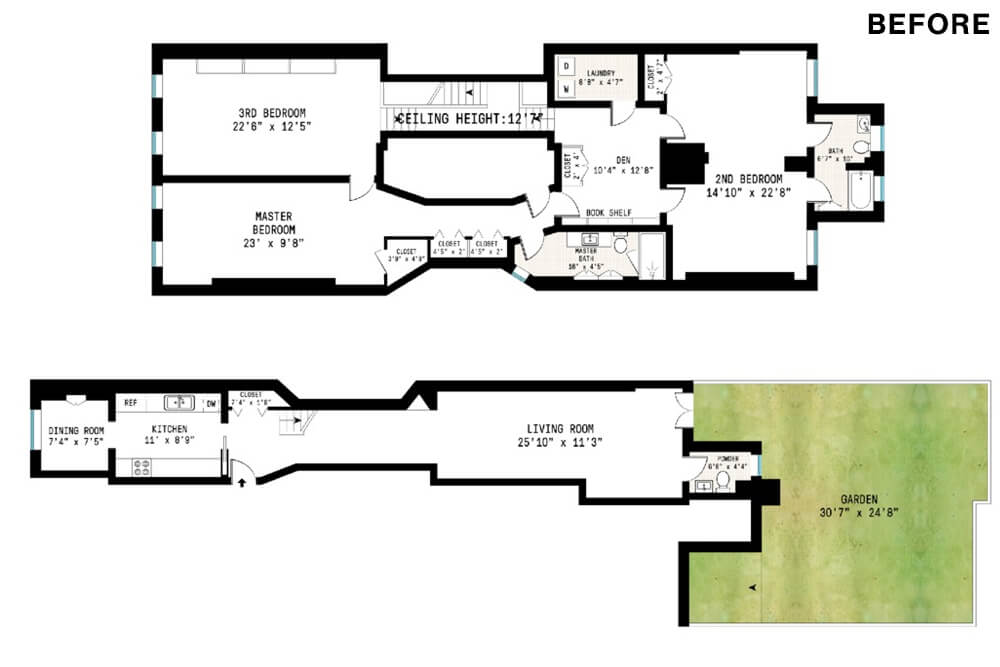 BEFORE
D
W
LAUNDRY
8'8" x 4'7"
CLOSET
2' x 4'2"
3RD BEDROOM
22'6" x 12'5"
CEILING HEIGHT:12'7"
CLOSET
2' x 4'
DEN
10'4" x 12'8"
2ND BEDROOM
14'10" x 22'8"
BATH
6'7" x 10'
MASTER
BEDROOM
23' x 9'8"
BOOK SHELF
CLOSET
3'9" x 4'8"
CLOSET
4'5" x 2'
CLOSET
4'5" x 2'
MASTER
BATH
16' x 4'5"
REF
DW
CLOSET
7'4" x 1'8"
DINING ROOM
7'4" x 7'5"
KITCHEN
11' x 8'9"
LIVING ROOM
25'10" x 11'3"
POWDER
6'8" x 4'4"
GARDEN
30'7" x 24'8"